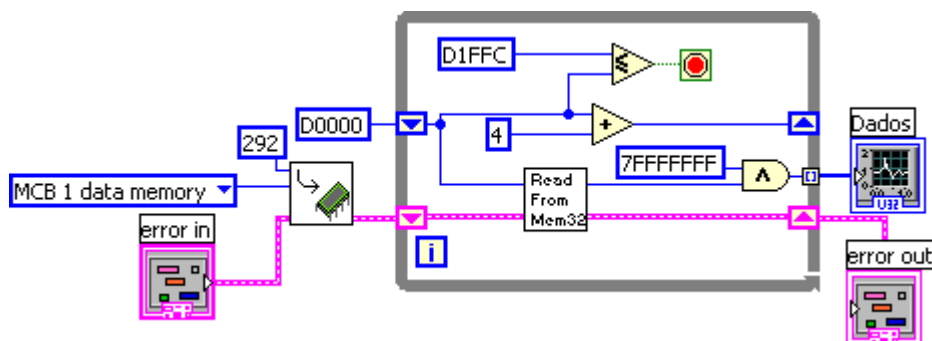 D1FFC
≤
292
D0000
4
+
Dados
7FFFFFFF
∧
MCB 1 data memory
Read
From
Mem32
U32
error in
i
error out